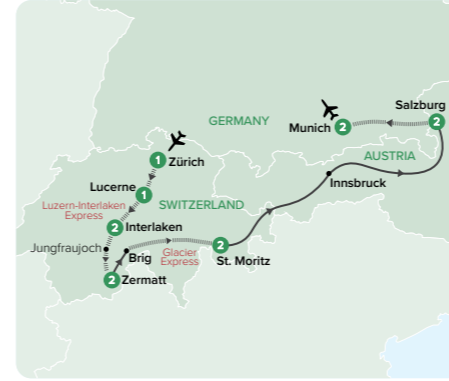 GERMANY
Salzburg
2
Munich
2
AUSTRIA
Innsbruck
1
Zürich
Lucerne
1
SWITZERLAND
Luzern-Interlaken
Express
2
Interlaken
Jungfraujoch
Brig
Glacier
Express
2
St. Moritz
2
Zermatt